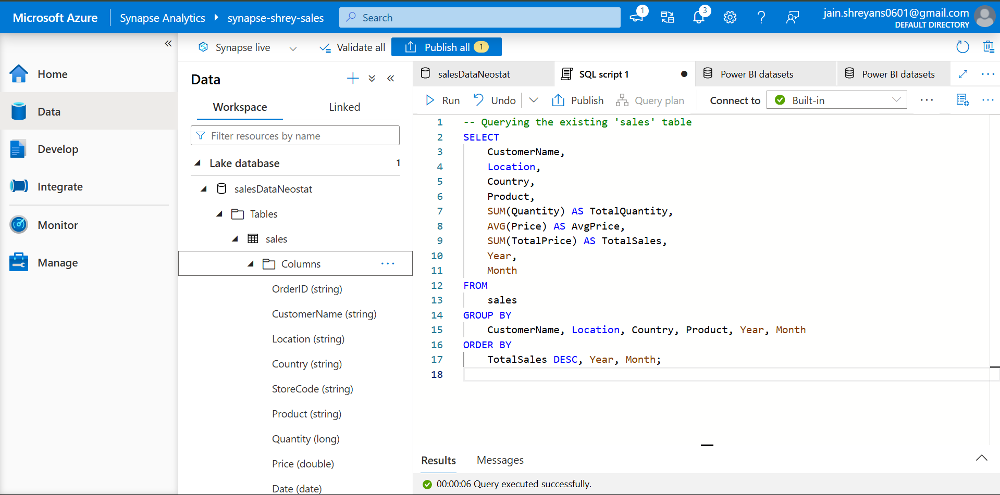 Microsoft Azure
Synapse Analytics
synapse-shrey-sales
Search
1
3
jain.shreyans0601@gmail.com
DEFAULT DIRECTORY
Home
Data
Develop
Integrate
Monitor
Manage
Synapse live
Validate all
Publish all 1
Data
Workspace
Linked
Filter resources by name
Lake database 1
salesDataNeostat
Tables
sales
Columns
OrderID (string)
CustomerName (string)
Location (string)
Country (string)
StoreCode (string)
Product (string)
Quantity (long)
Price (double)
Date (date)
salesDataNeostat
SQL script 1
Power BI datasets
Power BI datasets
Run
Undo
Publish
Query plan
Connect to
Built-in
1 -- Querying the existing 'sales' table
2 SELECT
3 CustomerName,
4 Location,
5 Country,
6 Product,
7 SUM(Quantity) AS TotalQuantity,
8 AVG(Price) AS AvgPrice,
9 SUM(TotalPrice) AS TotalSales,
10 Year,
11 Month
12 FROM
13 sales
14 GROUP BY
15 CustomerName, Location, Country, Product, Year, Month
16 ORDER BY
17 TotalSales DESC, Year, Month;
18
Results
Messages
00:00:06 Query executed successfully.